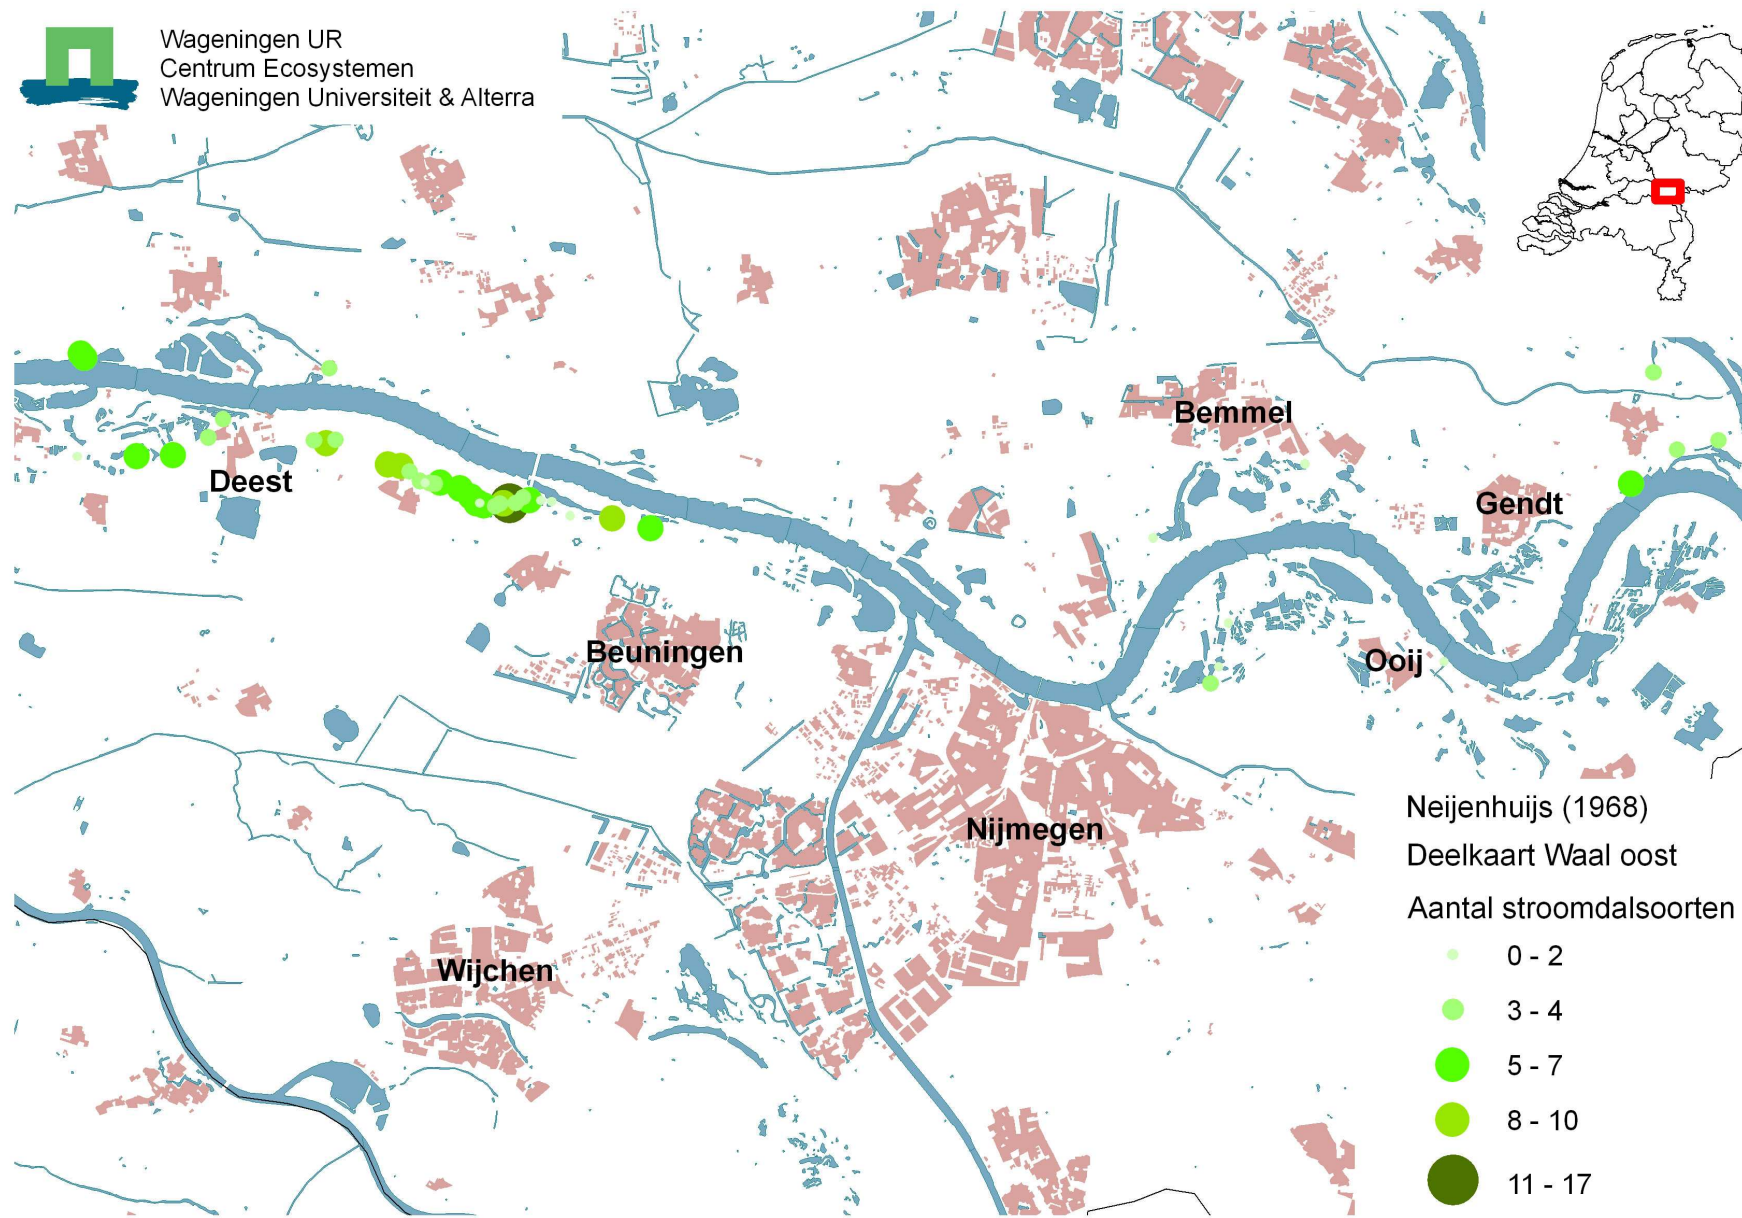 Wageningen UR
Centrum Ecosystemen
Wageningen Universiteit & Alterra
Bemmel
Deest
Gendt
Beuningen
Ooij
Nijmegen
Wijchen
Neijenhuijs (1968)
Deelkaart Waal oost
Aantal stroomdalsoorten
0 - 2
3 - 4
5 - 7
8 - 10
11 - 17